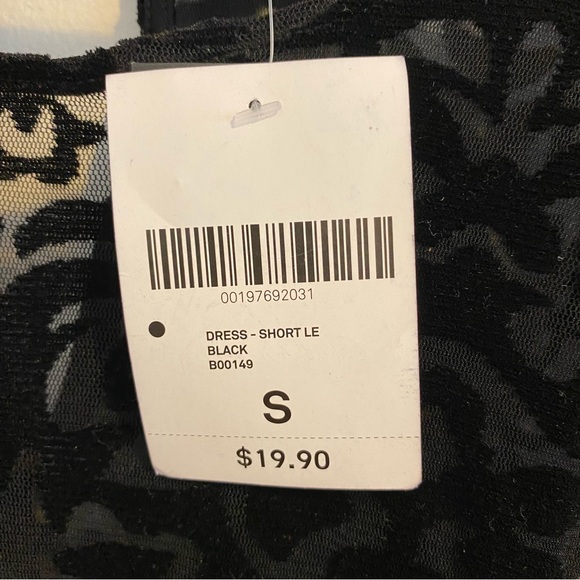 00197692031
DRESS - SHORT LE
BLACK
B00149
S
$19.90